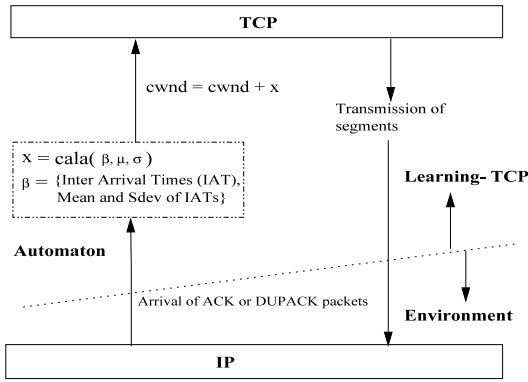 TCP
cwnd = cwnd + x
Transmission of
segments
x = cala( β, μ, σ )
β = {Inter Arrival Times (IAT),
Mean and Sdev of IATs}
Learning- TCP
Automaton
Arrival of ACK or DUPACK packets
Environment
IP